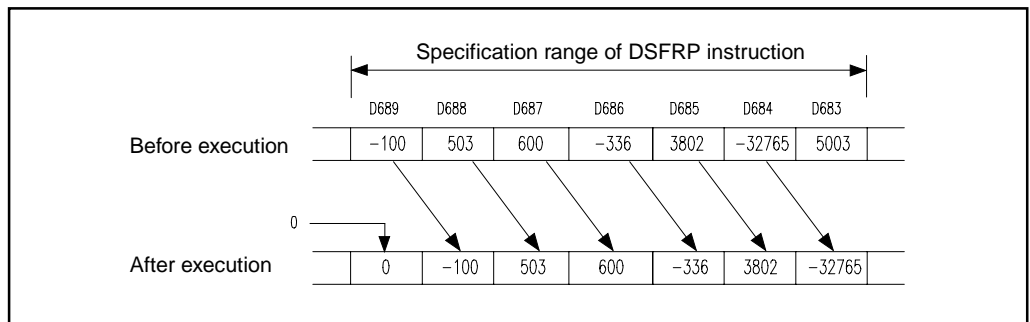 Specification range of DSFRP instruction
D689 D688 D687 D686 D685 D684 D683
Before execution -100 503 600 -336 3802 -32765 5003
0
After execution 0 -100 503 600 -336 3802 -32765